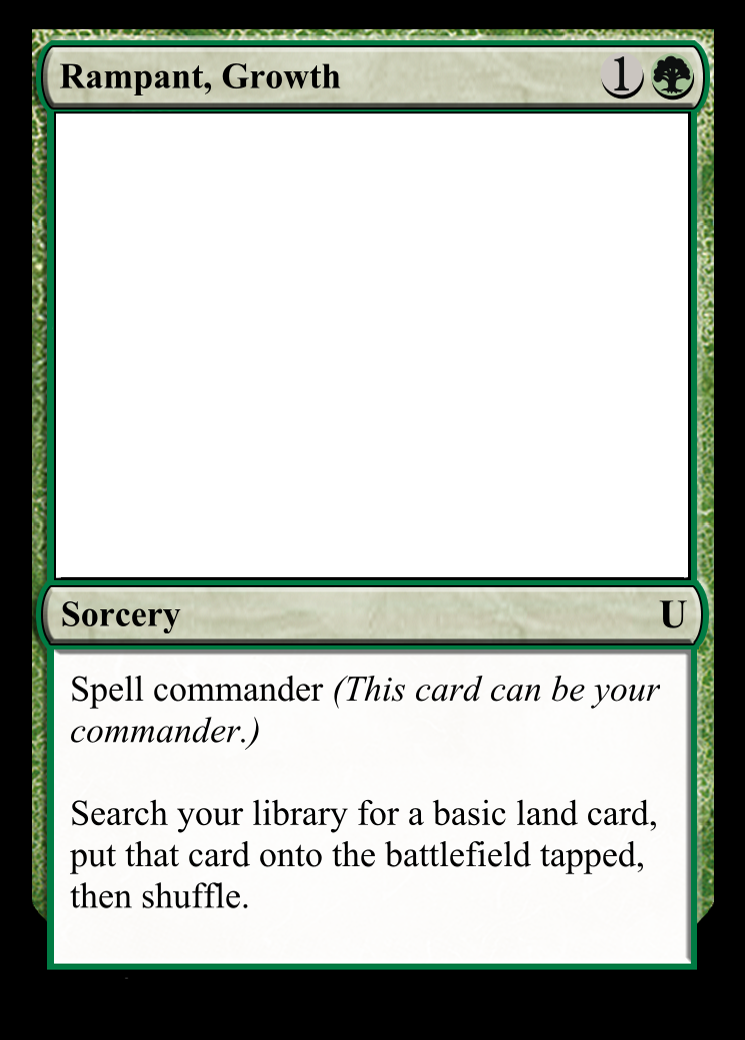 Rampant, Growth 1
Sorcery U
Spell commander (This card can be your
commander.)
Search your library for a basic land card,
put that card onto the battlefield tapped,
then shuffle.